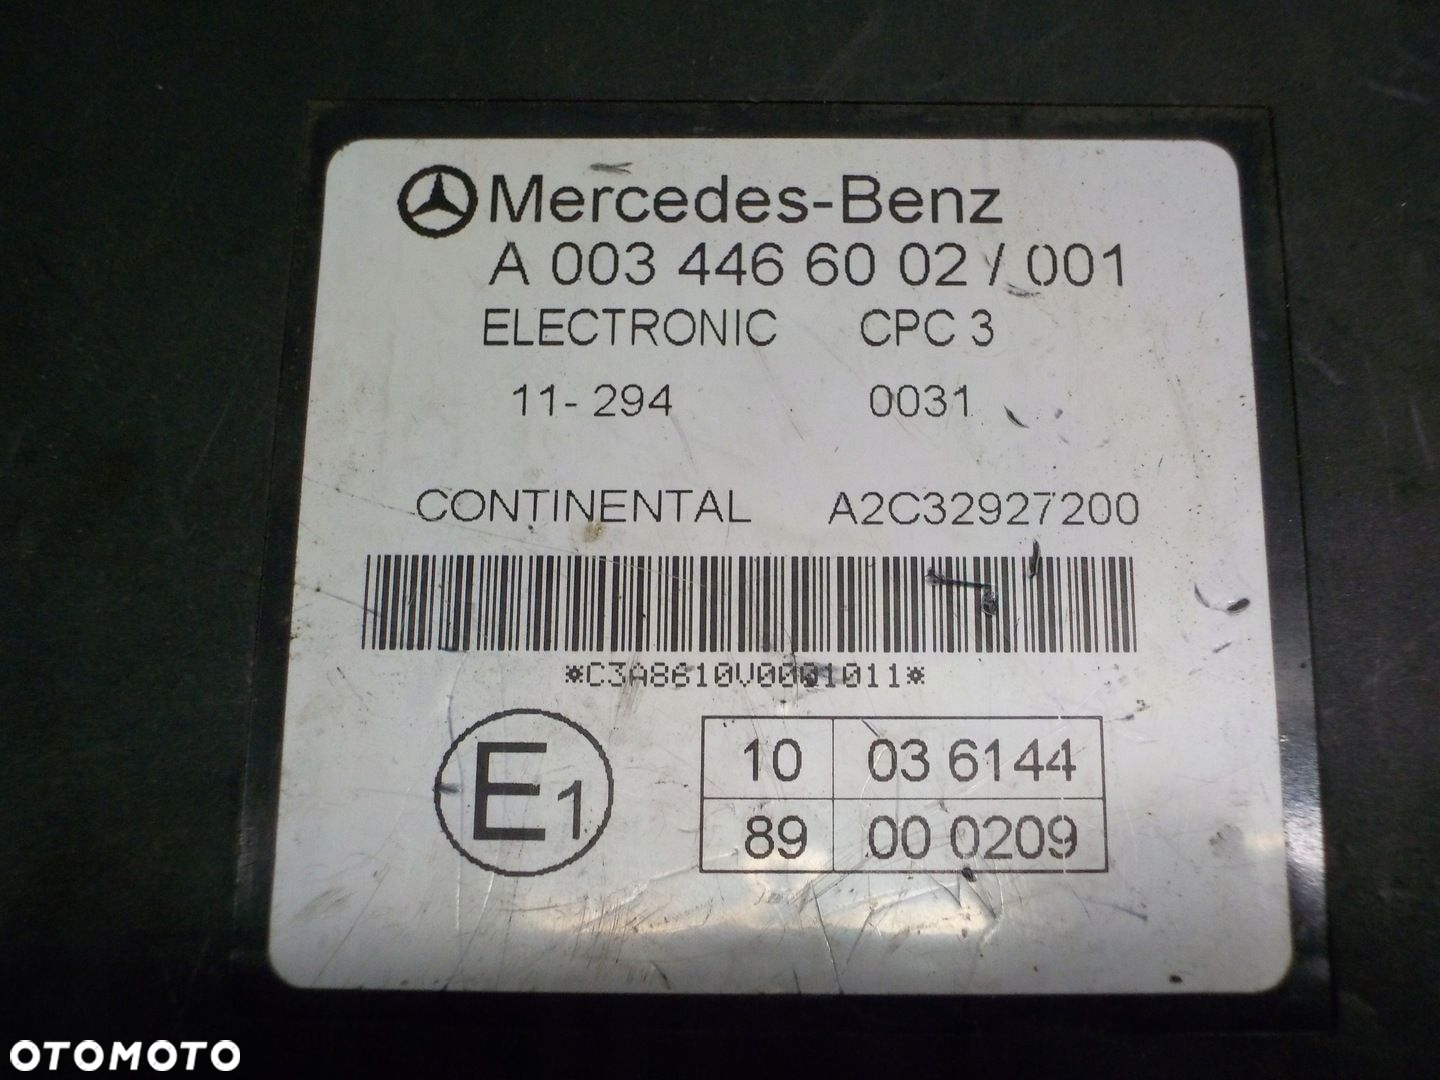 Mercedes-Benz
A 003 446 60 02 / 001
ELECTRONIC CPC 3
11- 294 0031
CONTINENTAL A2C32927200
*C3A8610V0001011*
E1
10 03 6144
89 00 0209
OTOMOTO